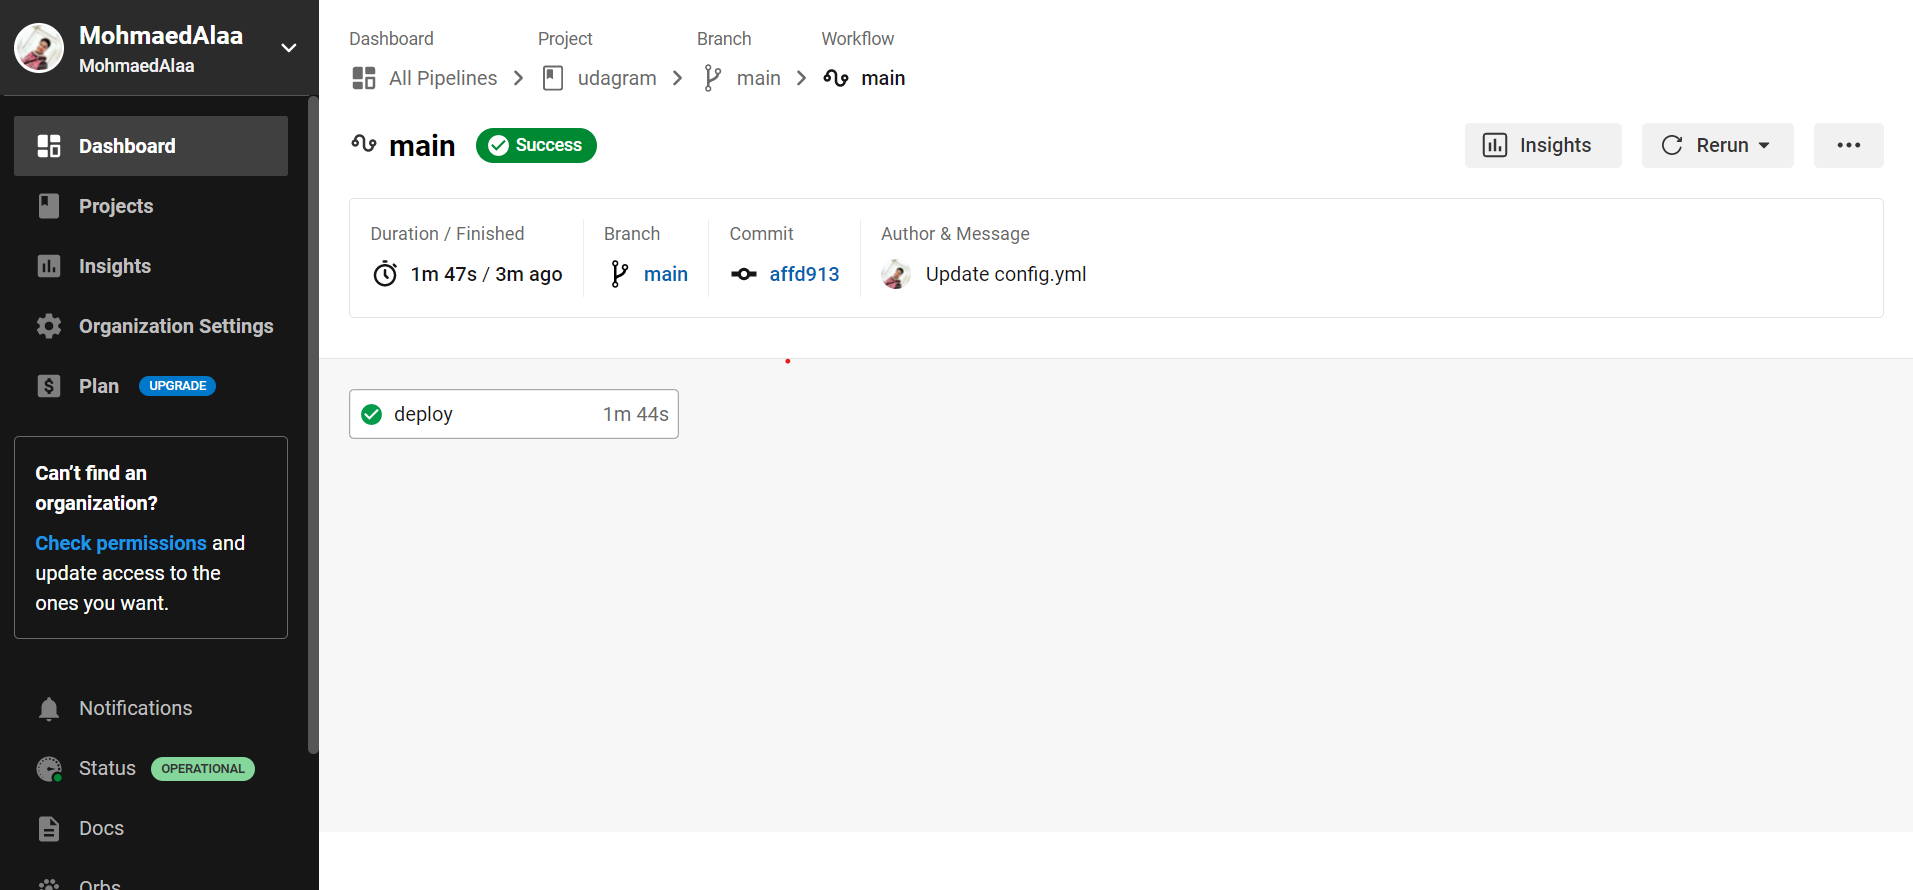 MohmaedAlaa
MohmaedAlaa
Dashboard
Projects
Insights
Organization Settings
Plan UPGRADE
Can't find an
organization?
Check permissions and
update access to the
ones you want.
Notifications
Status OPERATIONAL
Docs
Orbs
Dashboard Project Branch Workflow
All Pipelines udagram main main
main Success Insights Rerun
Duration / Finished Branch Commit Author & Message
1m 47s / 3m ago main affd913 Update config.yml
deploy 1m 44s